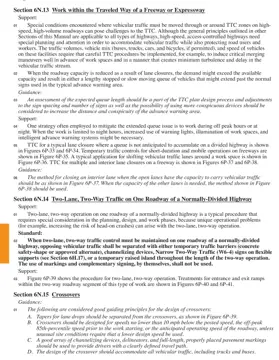 Section 6N.13 Work within the Traveled Way of a Freeway or Expressway
Support:
01 Special conditions encountered where vehicular traffic must be moved through or around TTC zones on high-
speed, high-volume roadways can pose challenges to the TTC. Although the general principles outlined in other
Sections of this Manual are applicable to all types of highways, high-speed, access-controlled highways need
special planning and attention in order to accommodate vehicular traffic while also protecting road users and
workers. The traffic volumes, vehicle mix (buses, trucks, cars, and bicycles, if permitted), and speed of vehicles
on these facilities require that careful TTC procedures be implemented, for example, to induce critical merging
maneuvers well in advance of work spaces and in a manner that creates minimum turbulence and delay in the
vehicular traffic stream.
02 When the roadway capacity is reduced as a result of lane closures, the demand might exceed the available
capacity and result in either a lengthy stopped or slow moving queue of vehicles that might extend past the normal
signs used in the typical advance warning area.
Guidance:
03 An assessment of the expected queue length should be a part of the TTC plan design process and adjustments
to the sign spacing and number of signs as well as the possibility of using more conspicuous devices should be
considered to increase the distance and conspicuity of the advance warning area.
Support:
04 One strategy often employed to mitigate the extended-queue issue is to work during off peak hours or at
night. When the work is limited to night hours, increased use of warning lights, illumination of work spaces, and
intelligent advance warning systems might be necessary.
05 TTC for a typical lane closure where a queue is not anticipated to accumulate on a divided highway is shown
in Figures 6P-33 and 6P-34. Temporary traffic controls for short-duration and mobile operations on freeways are
shown in Figure 6P-35. A typical application for shifting vehicular traffic lanes around a work space is shown in
Figure 6P-36. TTC for multiple and interior lane closures on a freeway is shown in Figures 6P-37 and 6P-38.
Guidance:
06 The method for closing an interior lane when the open lanes have the capacity to carry vehicular traffic
should be as shown in Figure 6P-37. When the capacity of the other lanes is needed, the method shown in Figure
6P-38 should be used.
Section 6N.14 Two-Lane, Two-Way Traffic on One Roadway of a Normally-Divided Highway
Support:
01 Two-lane, two-way operation on one roadway of a normally-divided highway is a typical procedure that
requires special consideration in the planning, design, and work phases, because unique operational problems
(for example, increasing the risk of head-on crashes) can arise with the two-lane, two-way operation.
Standard:
02 When two-lane, two-way traffic control must be maintained on one roadway of a normally-divided
highway, opposing vehicular traffic shall be separated with either temporary traffic barriers (concrete
safety-shape or approved alternate), channelizing devices, Narrow Two-Way Traffic (W6-4) signs on flexible
supports (see Section 6H.17), or a temporary raised island throughout the length of the two-way operation.
The use of markings and complementary signing, by themselves, shall not be used.
Support:
03 Figure 6P-39 shows the procedure for two-lane, two-way operation. Treatments for entrance and exit ramps
within the two-way roadway segment of this type of work are shown in Figures 6P-40 and 6P-41.
Section 6N.15 Crossovers
Guidance:
01 The following are considered good guiding principles for the design of crossovers:
A. Tapers for lane drops should be separated from the crossovers, as shown in Figure 6P-39.
B. Crossovers should be designed for speeds no lower than 10 mph below the posted speed, the off-peak
85th-percentile speed prior to the work starting, or the anticipated operating speed of the roadway, unless
unusual site conditions require that a lower design speed be used.
C. A good array of channelizing devices, delineators, and full-length, properly placed pavement markings
should be used to provide drivers with a clearly defined travel path.
D. The design of the crossover should accommodate all vehicular traffic, including trucks and buses.